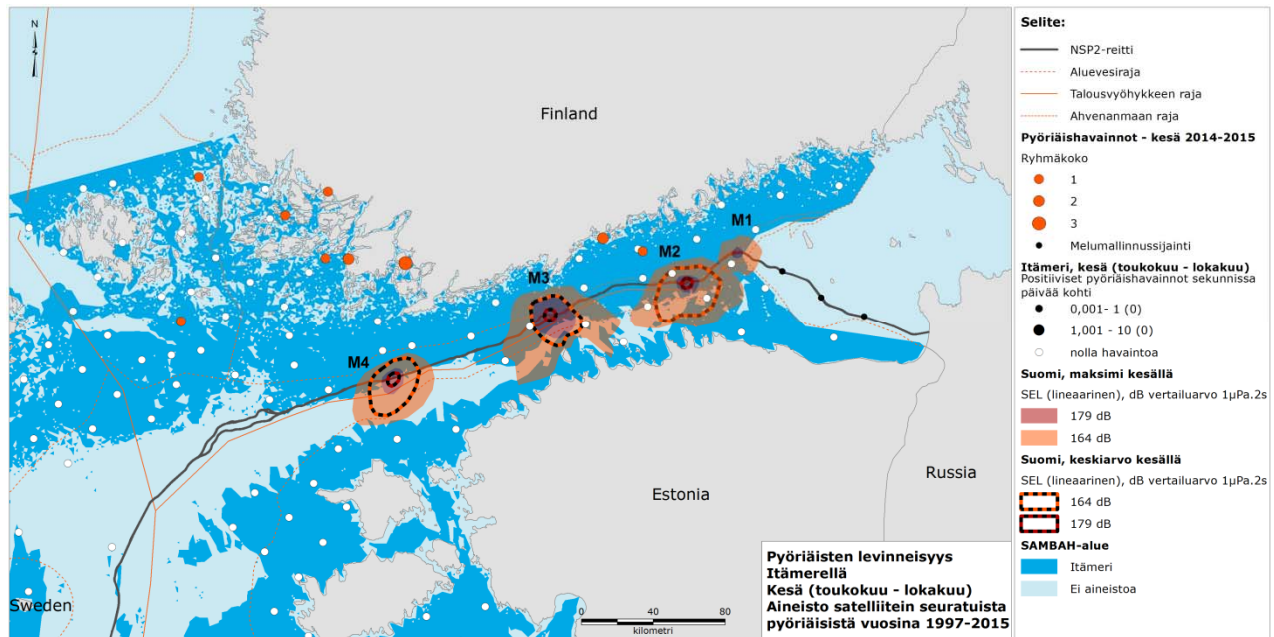 N
Finland
M1
M2
M3
M4
Estonia
Russia
Sweden
Pyöriäisten levinneisyys
Itämerellä
Kesä (toukokuu - lokakuu)
Aineisto satelliitein seuratuista
pyöriäisistä vuosina 1997-2015
0 40 80
kilometri
Selite:
NSP2-reitti
Aluevesiraja
Talousvyöhykkeen raja
Ahvenanmaan raja
Pyöriäishavainnot - kesä 2014-2015
Ryhmäkoko
1
2
3
Melumallinnussijainti
Itämeri, kesä (toukokuu - lokakuu)
Positiiviset pyöriäishavainnot sekunnissa
päivää kohti
0,001- 1 (0)
1,001 - 10 (0)
nolla havaintoa
Suomi, maksimi kesällä
SEL (lineaarinen), dB vertailuarvo 1µPa.2s
179 dB
164 dB
Suomi, keskiarvo kesällä
SEL (lineaarinen), dB vertailuarvo 1µPa.2s
164 dB
179 dB
SAMBAH-alue
Itämeri
Ei aineistoa